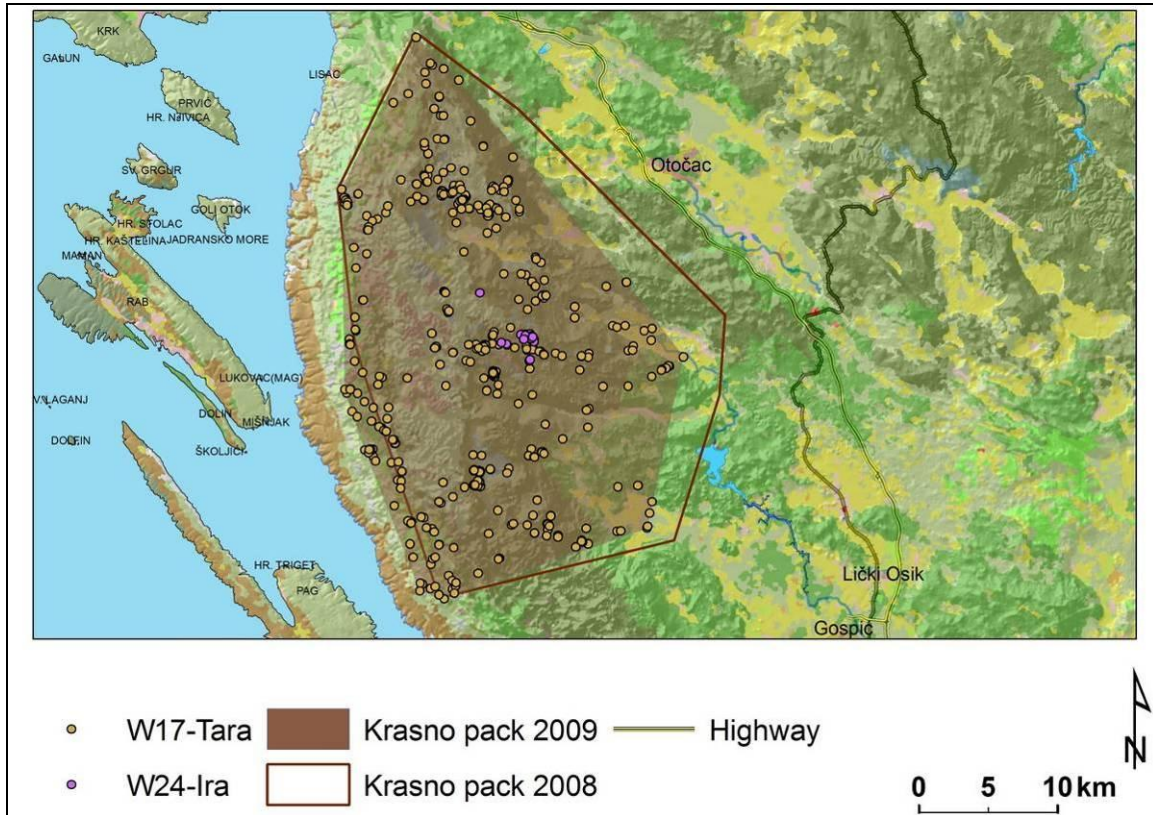 KRK
GALUN
LISAC
PRVIĆ
HR. NJIVICA
SV. GRGUR
Otočac
GOLI OTOK
HR. STOLAC
HR. KAŠTELINA
JADRANSKO MORE
MAMAN
RAB
LUKOVAC(MAG)
V. LAGANJ
DOLIN
MIŠNJAK
DOLFIN
ŠKOLJIĆI
HR. TRIGET
PAG
Lički Osik
Gospić
W17-Tara
Krasno pack 2009
Highway
W24-Ira
Krasno pack 2008
N
0 5 10 km